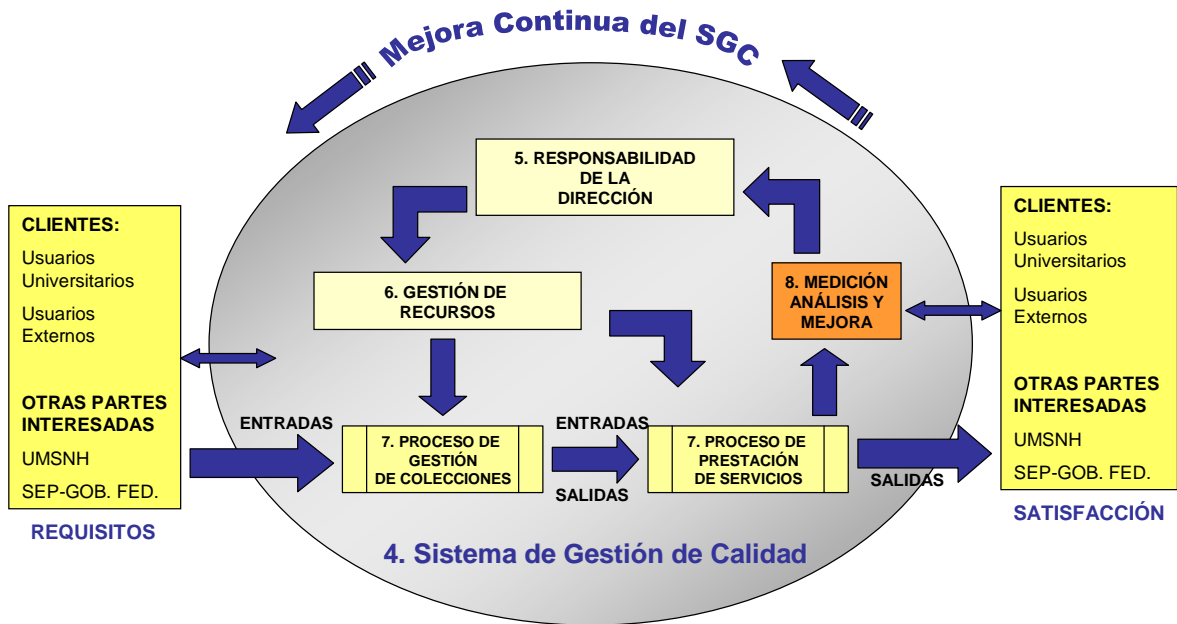 Mejora Continua del SGC
5. RESPONSABILIDAD
DE LA
DIRECCIÓN
CLIENTES:
Usuarios
Universitarios
Usuarios
Externos
OTRAS PARTES
INTERESADAS
UMSNH
SEP-GOB. FED.
REQUISITOS
6. GESTIÓN DE
RECURSOS
8. MEDICIÓN
ANÁLISIS Y
MEJORA
ENTRADAS
7. PROCESO DE
GESTIÓN
DE COLECCIONES
ENTRADAS
SALIDAS
7. PROCESO DE
PRESTACIÓN
DE SERVICIOS
SALIDAS
4. Sistema de Gestión de Calidad
CLIENTES:
Usuarios
Universitarios
Usuarios
Externos
OTRAS PARTES
INTERESADAS
UMSNH
SEP-GOB. FED.
SATISFACCIÓN